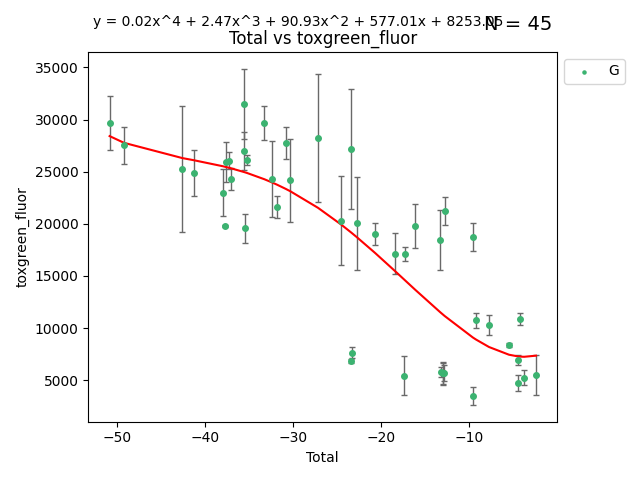 y = 0.02x^4 + 2.47x^3 + 90.93x^2 + 577.01x + 8253.05
N = 45
Total vs toxgreen_fluor
G
35000
30000
25000
20000
15000
10000
5000
toxgreen_fluor
−50
−40
−30
−20
−10
Total